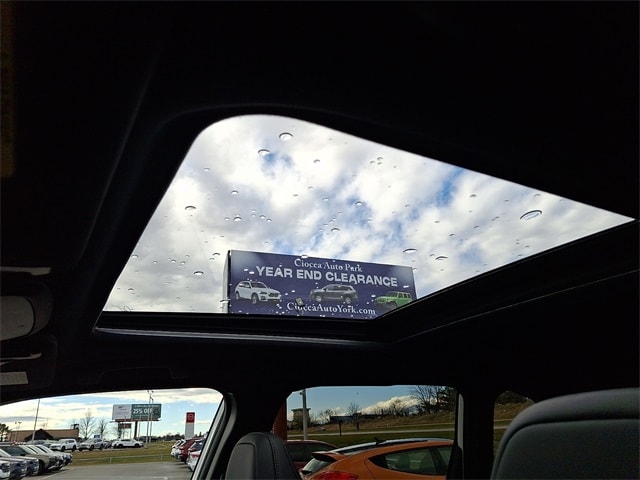 Ciocca Auto Park
YEAR END CLEARANCE
CioccaAutoYork.com
25% OFF